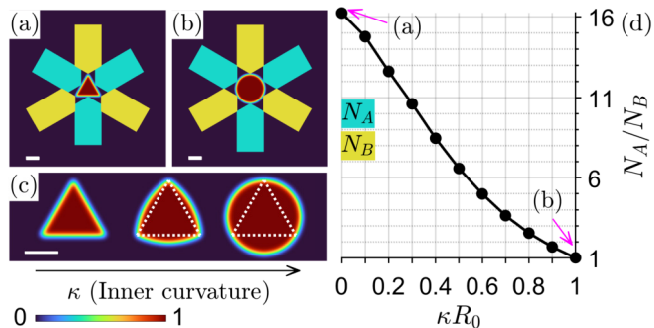 (a)
(b)
(c)
κ (Inner curvature)
0
1
(d)
(a)
N_A
N_B
(b)
16
11
6
1
N_A/N_B
0
0.2
0.4
0.6
0.8
1
κR_0